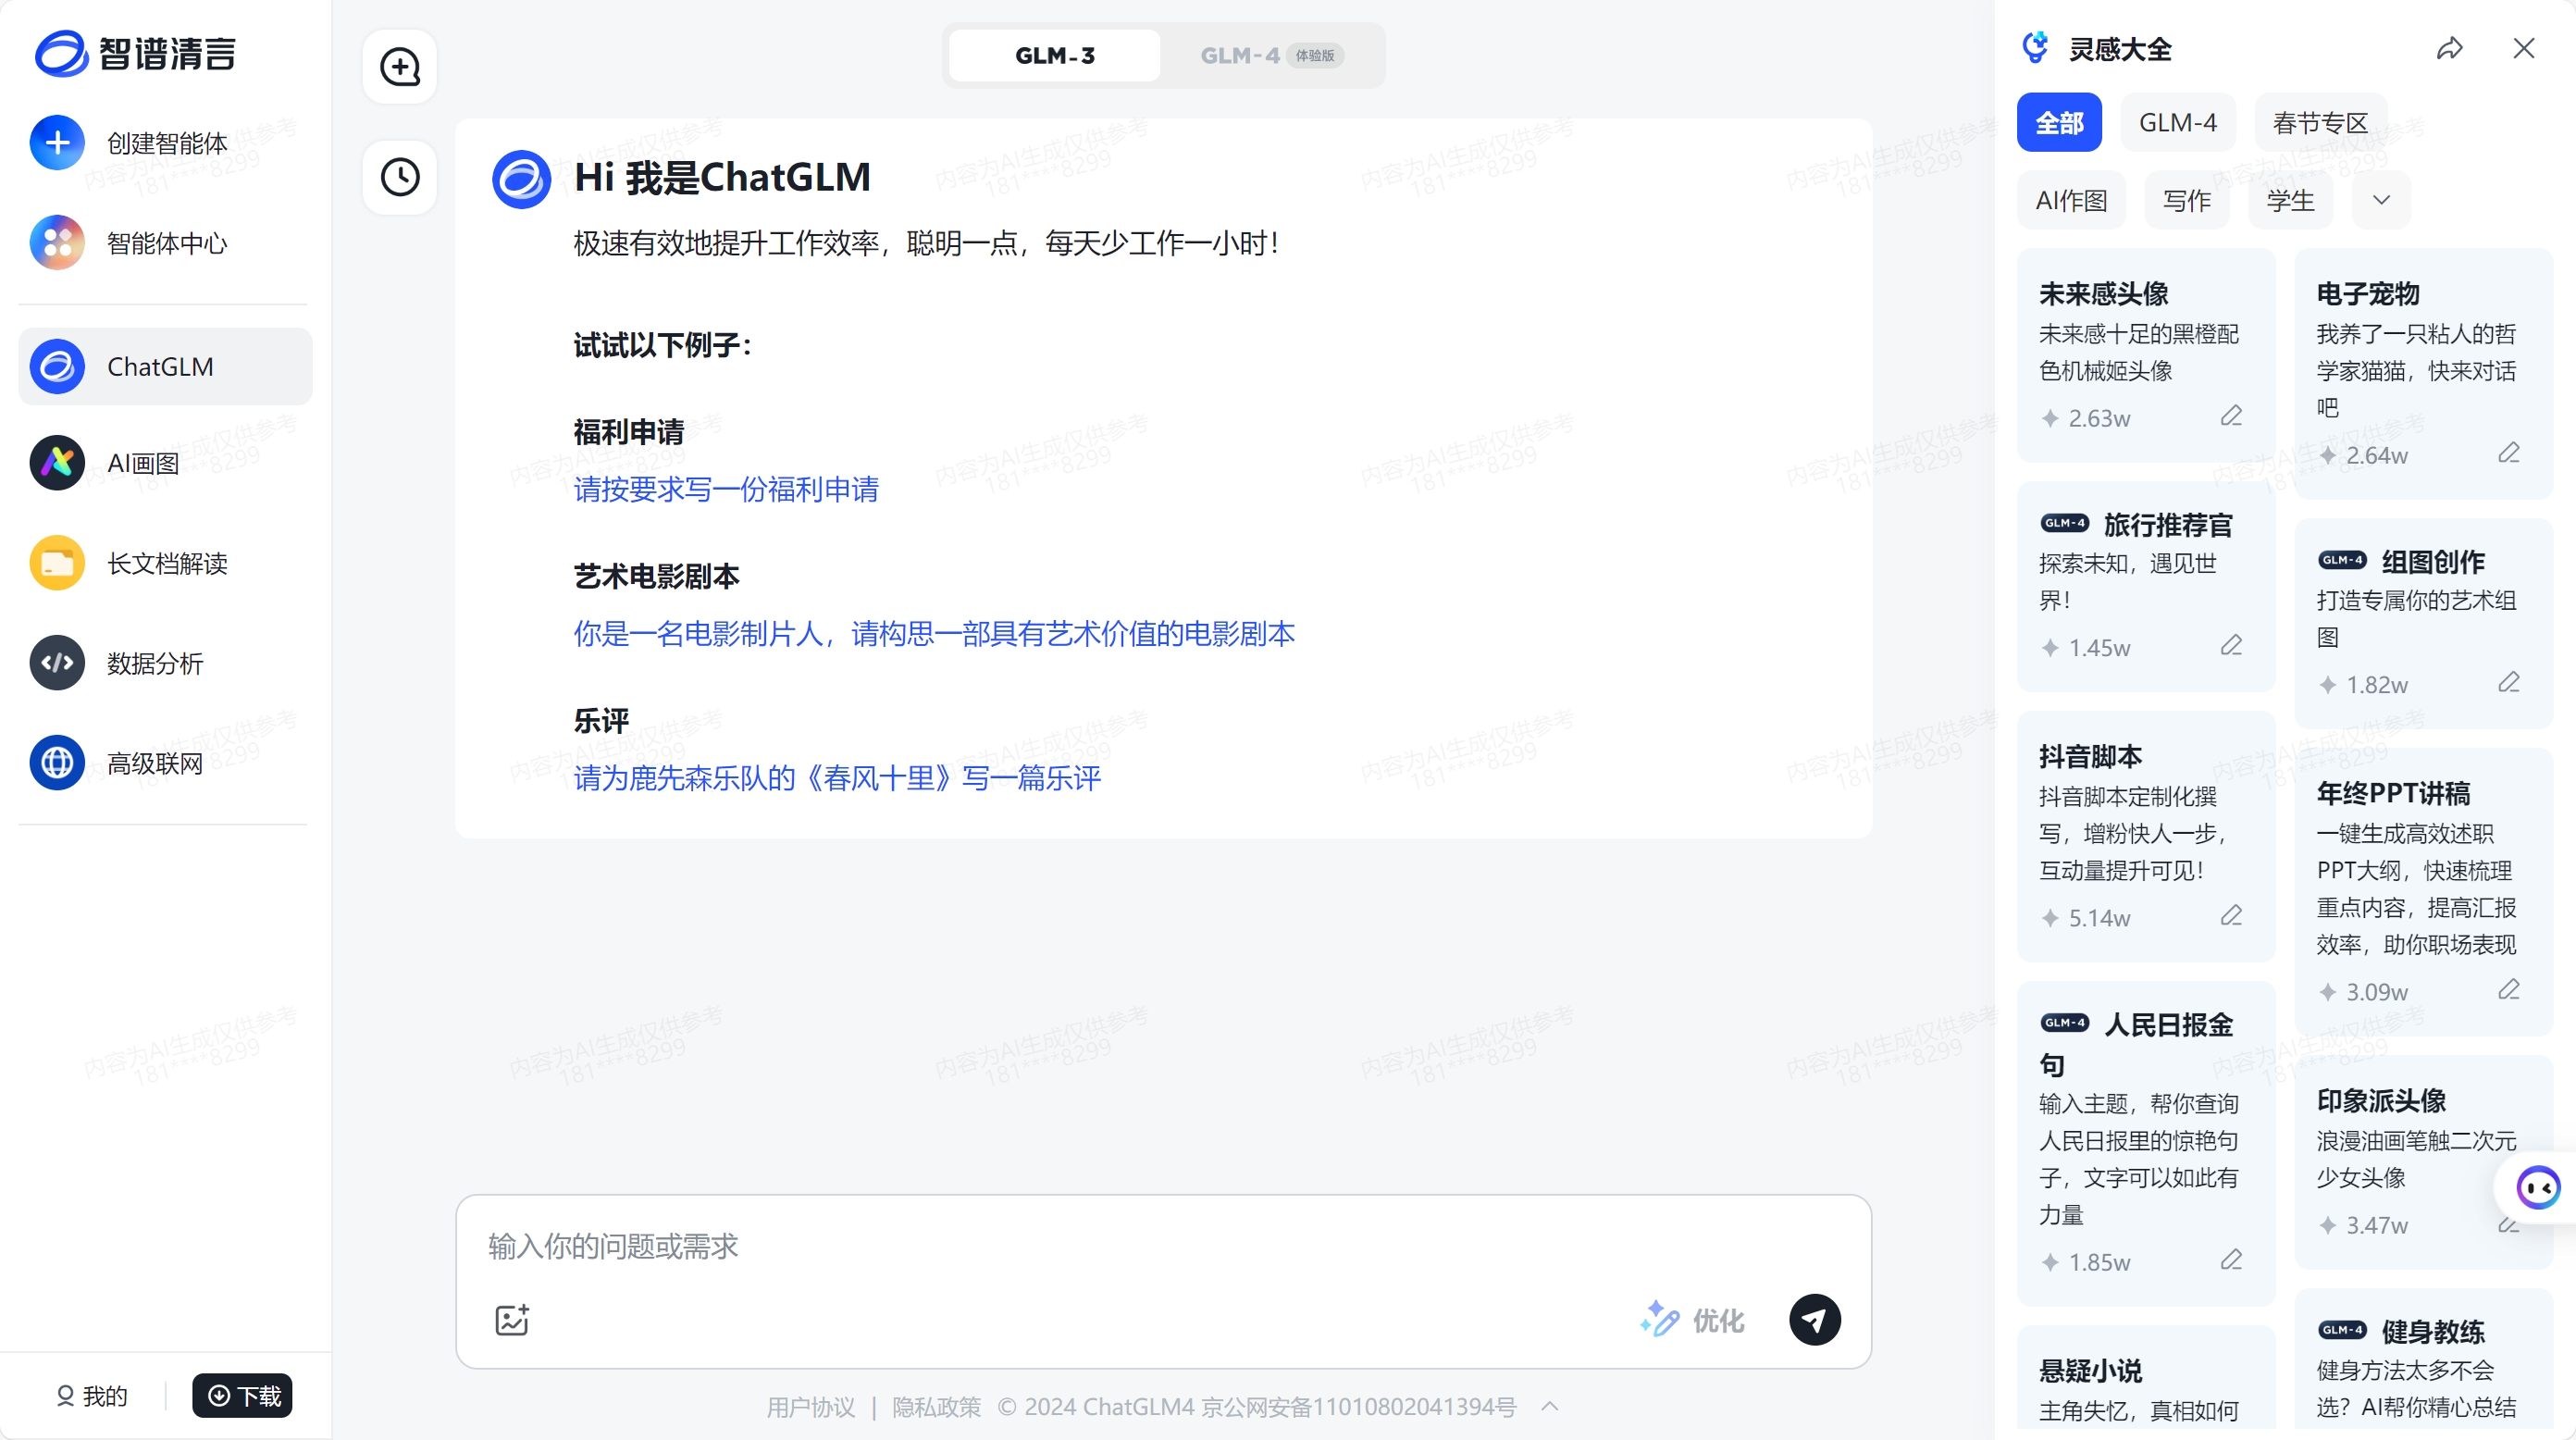 智谱清言
创建智能体
智能体中心
ChatGLM
AI画图
长文档解读
数据分析
高级联网
我的
下载
GLM-3
GLM-4 体验版
Hi 我是ChatGLM
极速有效地提升工作效率，聪明一点，每天少工作一小时！
试试以下例子：
福利申请
请按要求写一份福利申请
艺术电影剧本
你是一名电影制片人，请构思一部具有艺术价值的电影剧本
乐评
请为鹿先森乐队的《春风十里》写一篇乐评
输入你的问题或需求
优化
用户协议 | 隐私政策 © 2024 ChatGLM4 京公网安备11010802041394号
灵感大全
全部 GLM-4 春节专区
AI作图 写作 学生
未来感头像
未来感十足的黑橙配
色机械姬头像
2.63w
GLM-4 旅行推荐官
探索未知，遇见世
界！
1.45w
抖音脚本
抖音脚本定制化撰
写，增粉快人一步，
互动量提升可见！
5.14w
GLM-4 人民日报金
句
输入主题，帮你查询
人民日报里的惊艳句
子，文字可以如此有
力量
1.85w
悬疑小说
主角失忆，真相如何
电子宠物
我养了一只粘人的哲
学家猫猫，快来对话
吧
2.64w
GLM-4 组图创作
打造专属你的艺术组
图
1.82w
年终PPT讲稿
一键生成高效述职
PPT大纲，快速梳理
重点内容，提高汇报
效率，助你职场表现
3.09w
印象派头像
浪漫油画笔触二次元
少女头像
3.47w
GLM-4 健身教练
健身方法太多不会
选？AI帮你精心总结
内容为AI生成仅供参考
181****8299